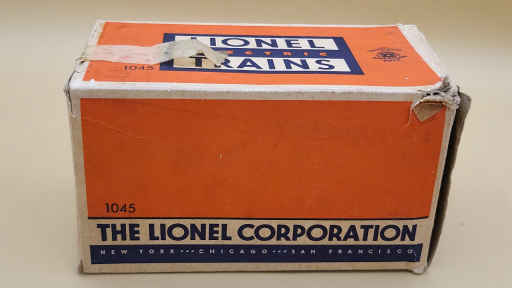 LIONEL
ELECTRIC
TRAINS
1045
1045
THE LIONEL CORPORATION
NEW YORK ··· CHICAGO ··· SAN FRANCISCO